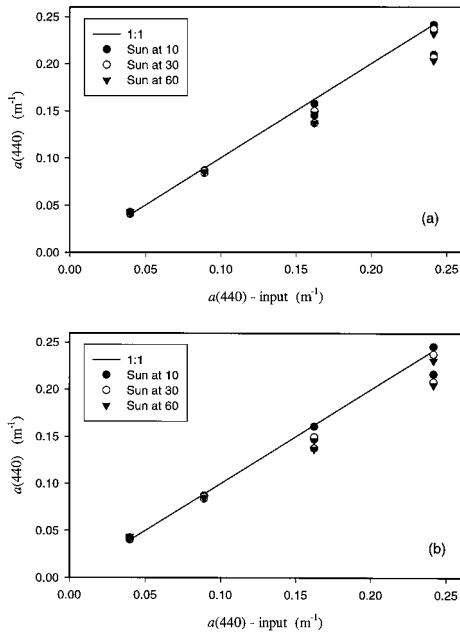 0.25
0.20
0.15
0.10
0.05
0.00
a(440) (m⁻¹)
1:1
Sun at 10
Sun at 30
Sun at 60
(a)
0.00 0.05 0.10 0.15 0.20 0.25
a(440) - input (m⁻¹)
0.25
0.20
0.15
0.10
0.05
0.00
a(440) (m⁻¹)
1:1
Sun at 10
Sun at 30
Sun at 60
(b)
0.00 0.05 0.10 0.15 0.20 0.25
a(440) - input (m⁻¹)